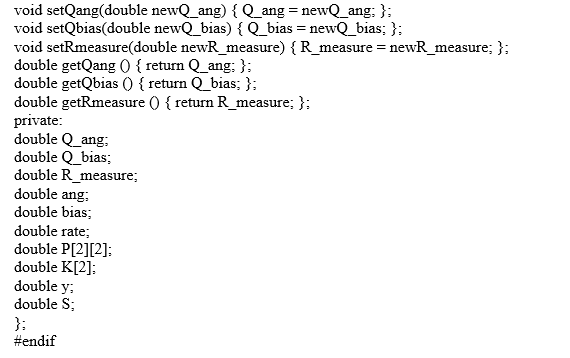 void setQang(double newQ_ang) { Q_ang = newQ_ang; };
void setQbias(double newQ_bias) { Q_bias = newQ_bias; };
void setRmeasure(double newR_measure) { R_measure = newR_measure; };
double getQang () { return Q_ang; };
double getQbias () { return Q_bias; };
double getRmeasure () { return R_measure; };
private:
double Q_ang;
double Q_bias;
double R_measure;
double ang;
double bias;
double rate;
double P[2][2];
double K[2];
double y;
double S;
};
#endif